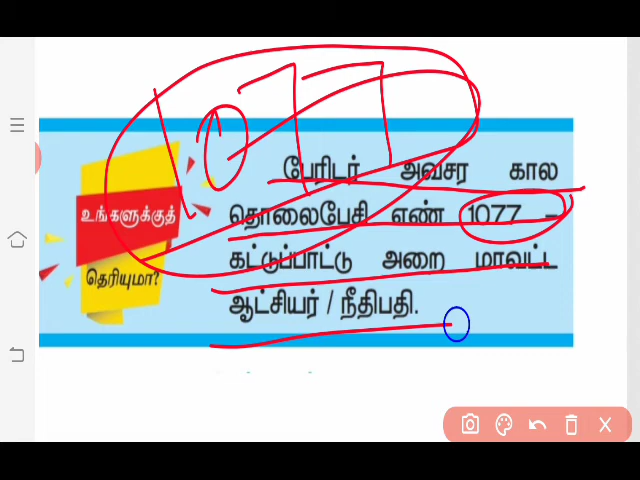 1077
பேரிடர் அவசர கால
உங்களுக்குத்
தொலைபேசி எண் 1077 –
தெரியுமா?
கட்டுப்பாட்டு அறை மாவட்ட
ஆட்சியர் / நீதிபதி.